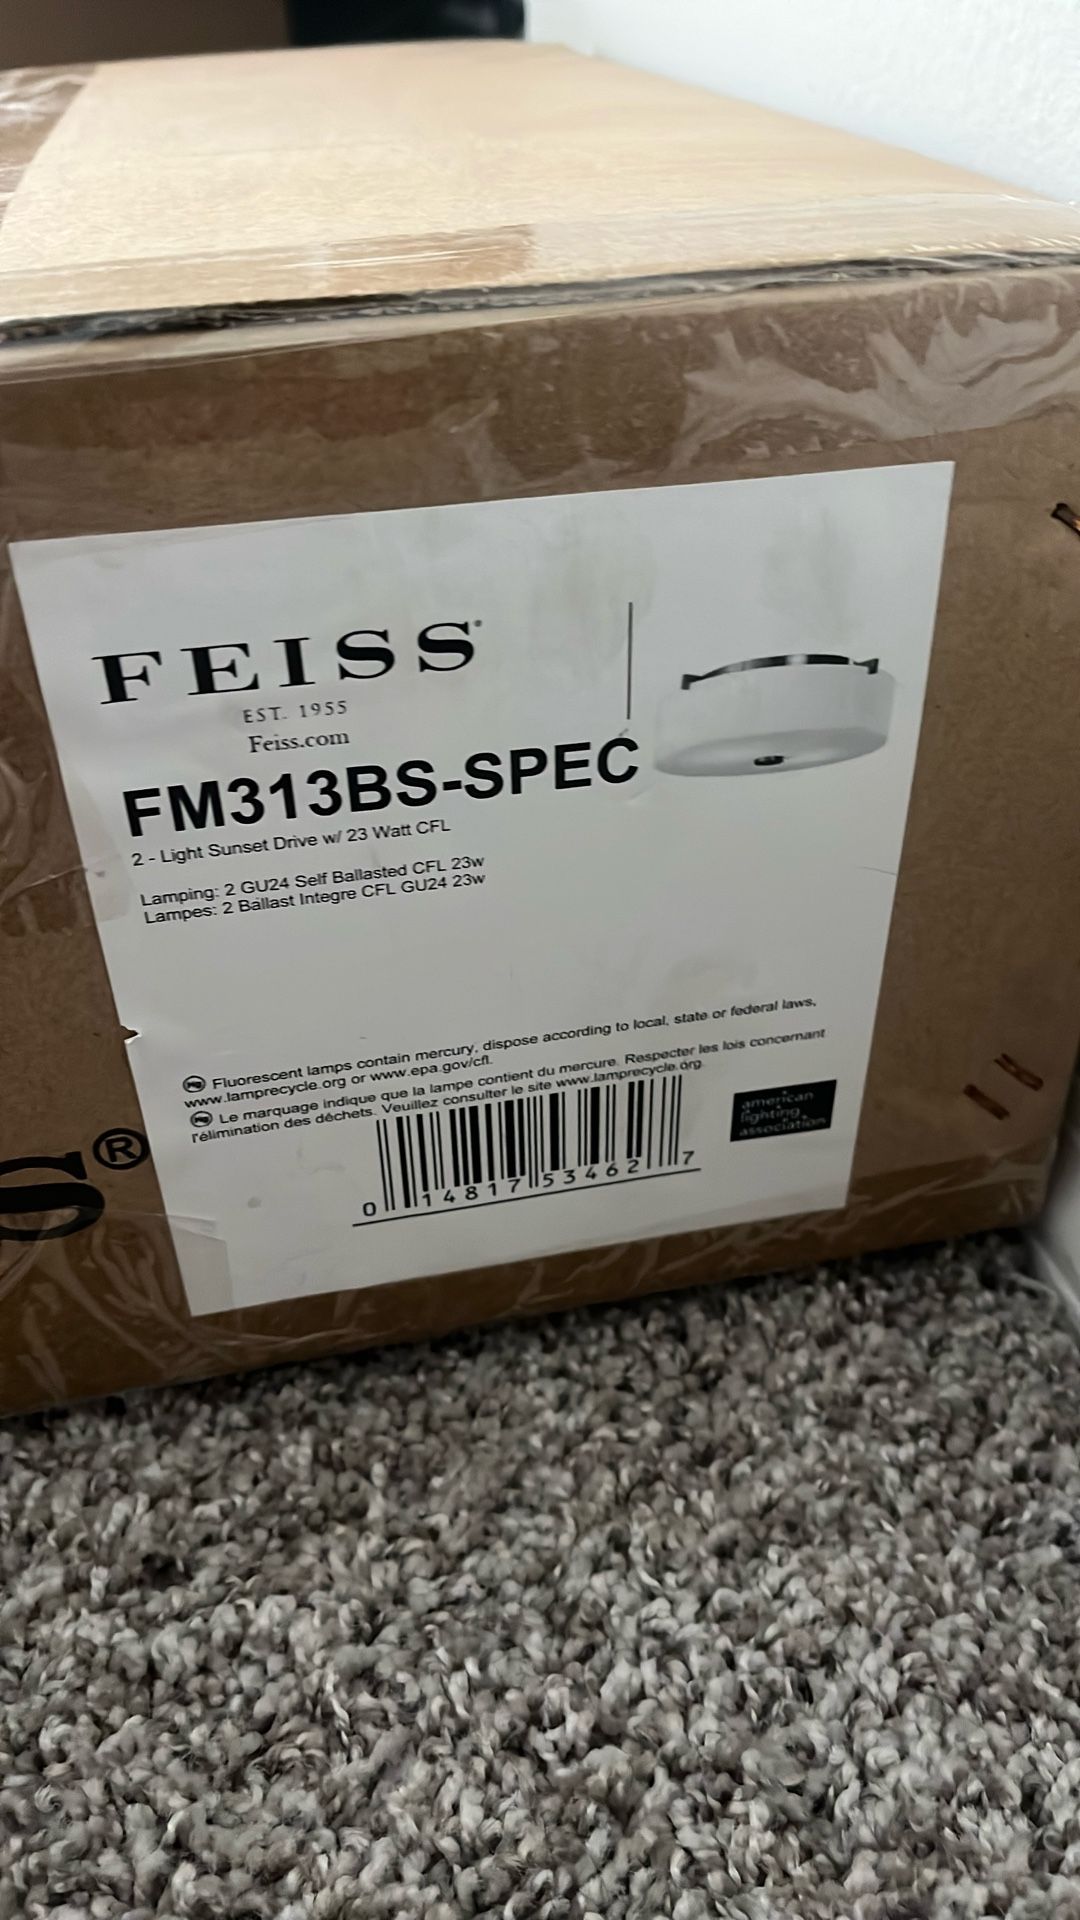 FEISS®
EST. 1955
Feiss.com
FM313BS-SPEC
2 - Light Sunset Drive w/ 23 Watt CFL
Lamping: 2 GU24 Self Ballasted CFL 23w
Lampes: 2 Ballast Integre CFL GU24 23w
Hg Fluorescent lamps contain mercury, dispose according to local, state or federal laws,
www.lamprecycle.org or www.epa.gov/cfl.
Hg Le marquage indique que la lampe contient du mercure. Respecter les lois concernant
l'élimination des déchets. Veuillez consulter le site www.lamprecycle.org.
american
lighting
association
0 14817 53462 7
S®